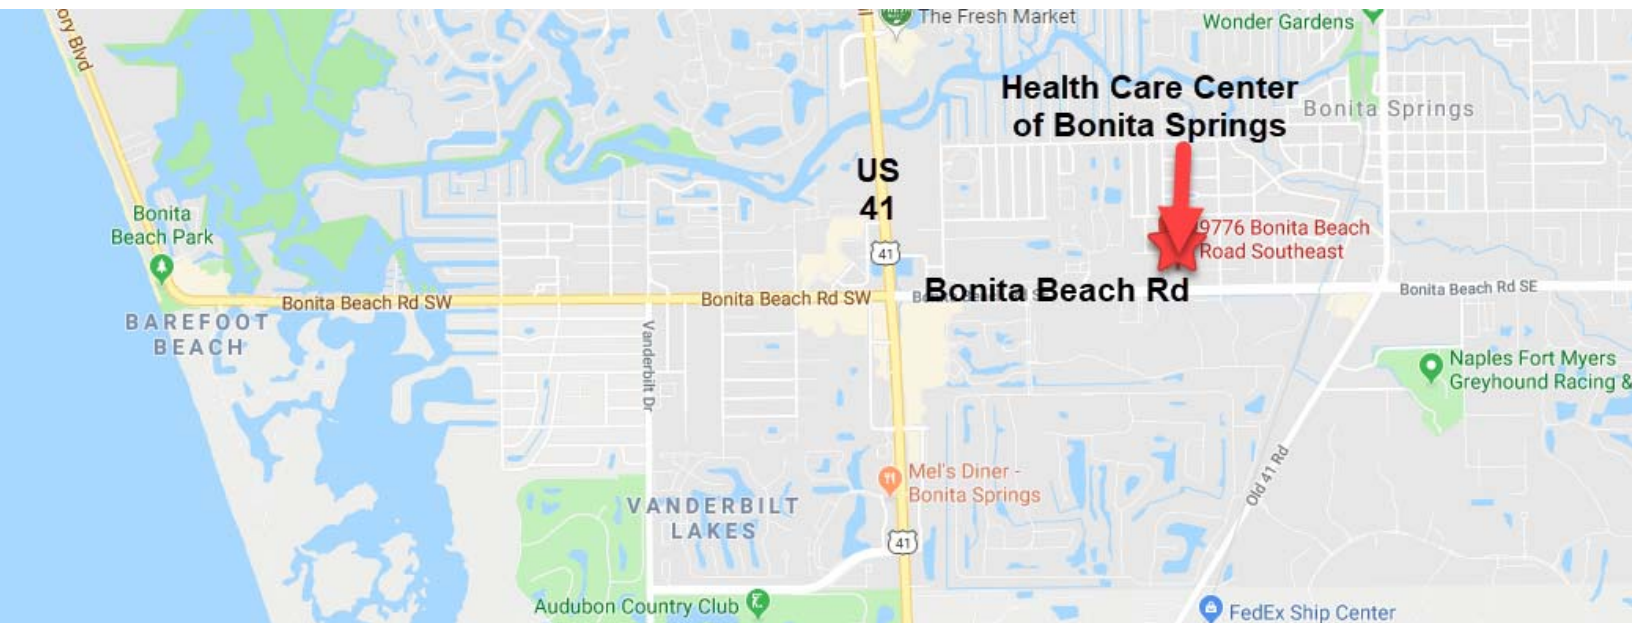 ory Blvd
The Fresh Market
Wonder Gardens
Health Care Center
of Bonita Springs
Bonita Springs
US
41
Bonita
Beach Park
9776 Bonita Beach
Road Southeast
41
Bonita Beach Rd
Bonita Beach Rd SW
Bonita Beach Rd SW
Bonita Beach Rd SE
BAREFOOT
BEACH
Vanderbilt Dr
Naples Fort Myers
Greyhound Racing &
Mel's Diner -
Bonita Springs
Old 41 Rd
VANDERBILT
LAKES
41
Audubon Country Club
FedEx Ship Center